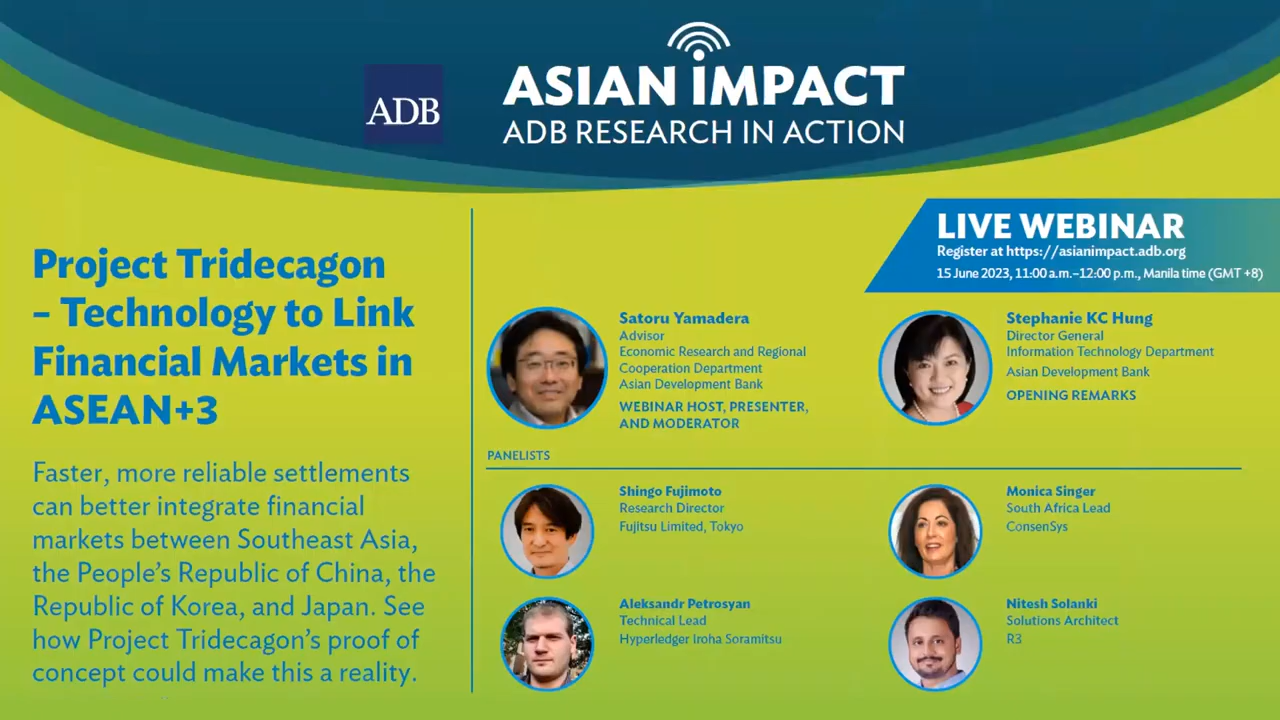 ADB
ASIAN IMPACT
ADB RESEARCH IN ACTION
Project Tridecagon
– Technology to Link
Financial Markets in
ASEAN+3
Faster, more reliable settlements
can better integrate financial
markets between Southeast Asia,
the People's Republic of China, the
Republic of Korea, and Japan. See
how Project Tridecagon's proof of
concept could make this a reality.
LIVE WEBINAR
Register at https://asianimpact.adb.org
15 June 2023, 11:00 a.m.–12:00 p.m., Manila time (GMT +8)
Satoru Yamadera
Advisor
Economic Research and Regional
Cooperation Department
Asian Development Bank
WEBINAR HOST, PRESENTER,
AND MODERATOR
Stephanie KC Hung
Director General
Information Technology Department
Asian Development Bank
OPENING REMARKS
PANELISTS
Shingo Fujimoto
Research Director
Fujitsu Limited, Tokyo
Monica Singer
South Africa Lead
ConsenSys
Aleksandr Petrosyan
Technical Lead
Hyperledger Iroha Soramitsu
Nitesh Solanki
Solutions Architect
R3